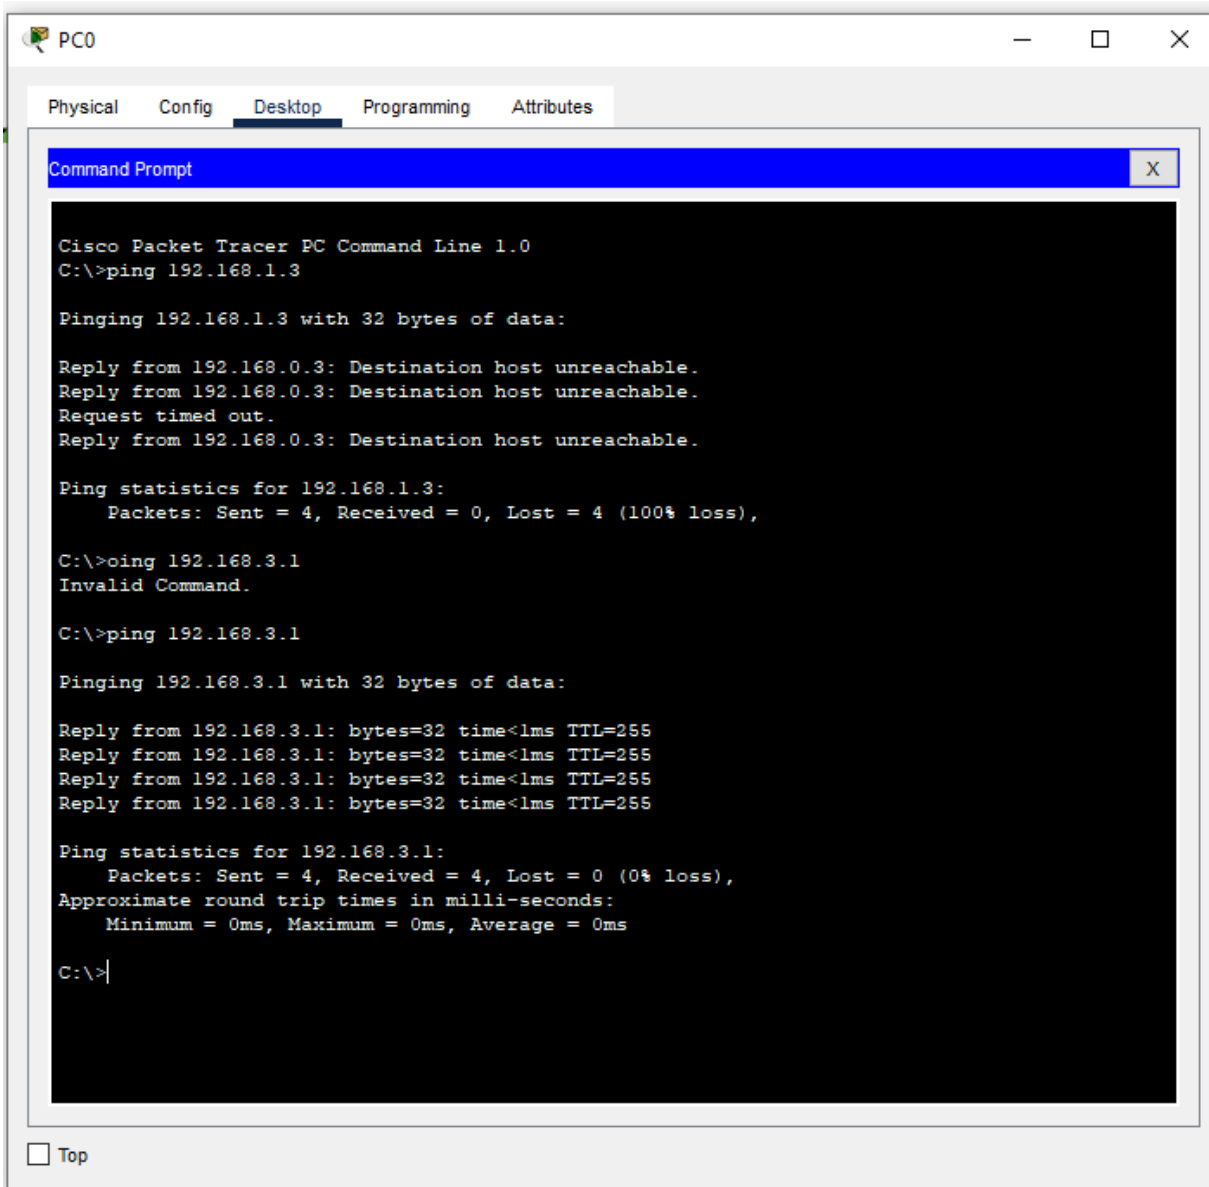 PC0
Physical Config Desktop Programming Attributes
Command Prompt X
Cisco Packet Tracer PC Command Line 1.0
C:\>ping 192.168.1.3
Pinging 192.168.1.3 with 32 bytes of data:
Reply from 192.168.0.3: Destination host unreachable.
Reply from 192.168.0.3: Destination host unreachable.
Request timed out.
Reply from 192.168.0.3: Destination host unreachable.
Ping statistics for 192.168.1.3:
Packets: Sent = 4, Received = 0, Lost = 4 (100% loss),
C:\>oing 192.168.3.1
Invalid Command.
C:\>ping 192.168.3.1
Pinging 192.168.3.1 with 32 bytes of data:
Reply from 192.168.3.1: bytes=32 time<1ms TTL=255
Reply from 192.168.3.1: bytes=32 time<1ms TTL=255
Reply from 192.168.3.1: bytes=32 time<1ms TTL=255
Reply from 192.168.3.1: bytes=32 time<1ms TTL=255
Ping statistics for 192.168.3.1:
Packets: Sent = 4, Received = 4, Lost = 0 (0% loss),
Approximate round trip times in milli-seconds:
Minimum = 0ms, Maximum = 0ms, Average = 0ms
C:\>
Top